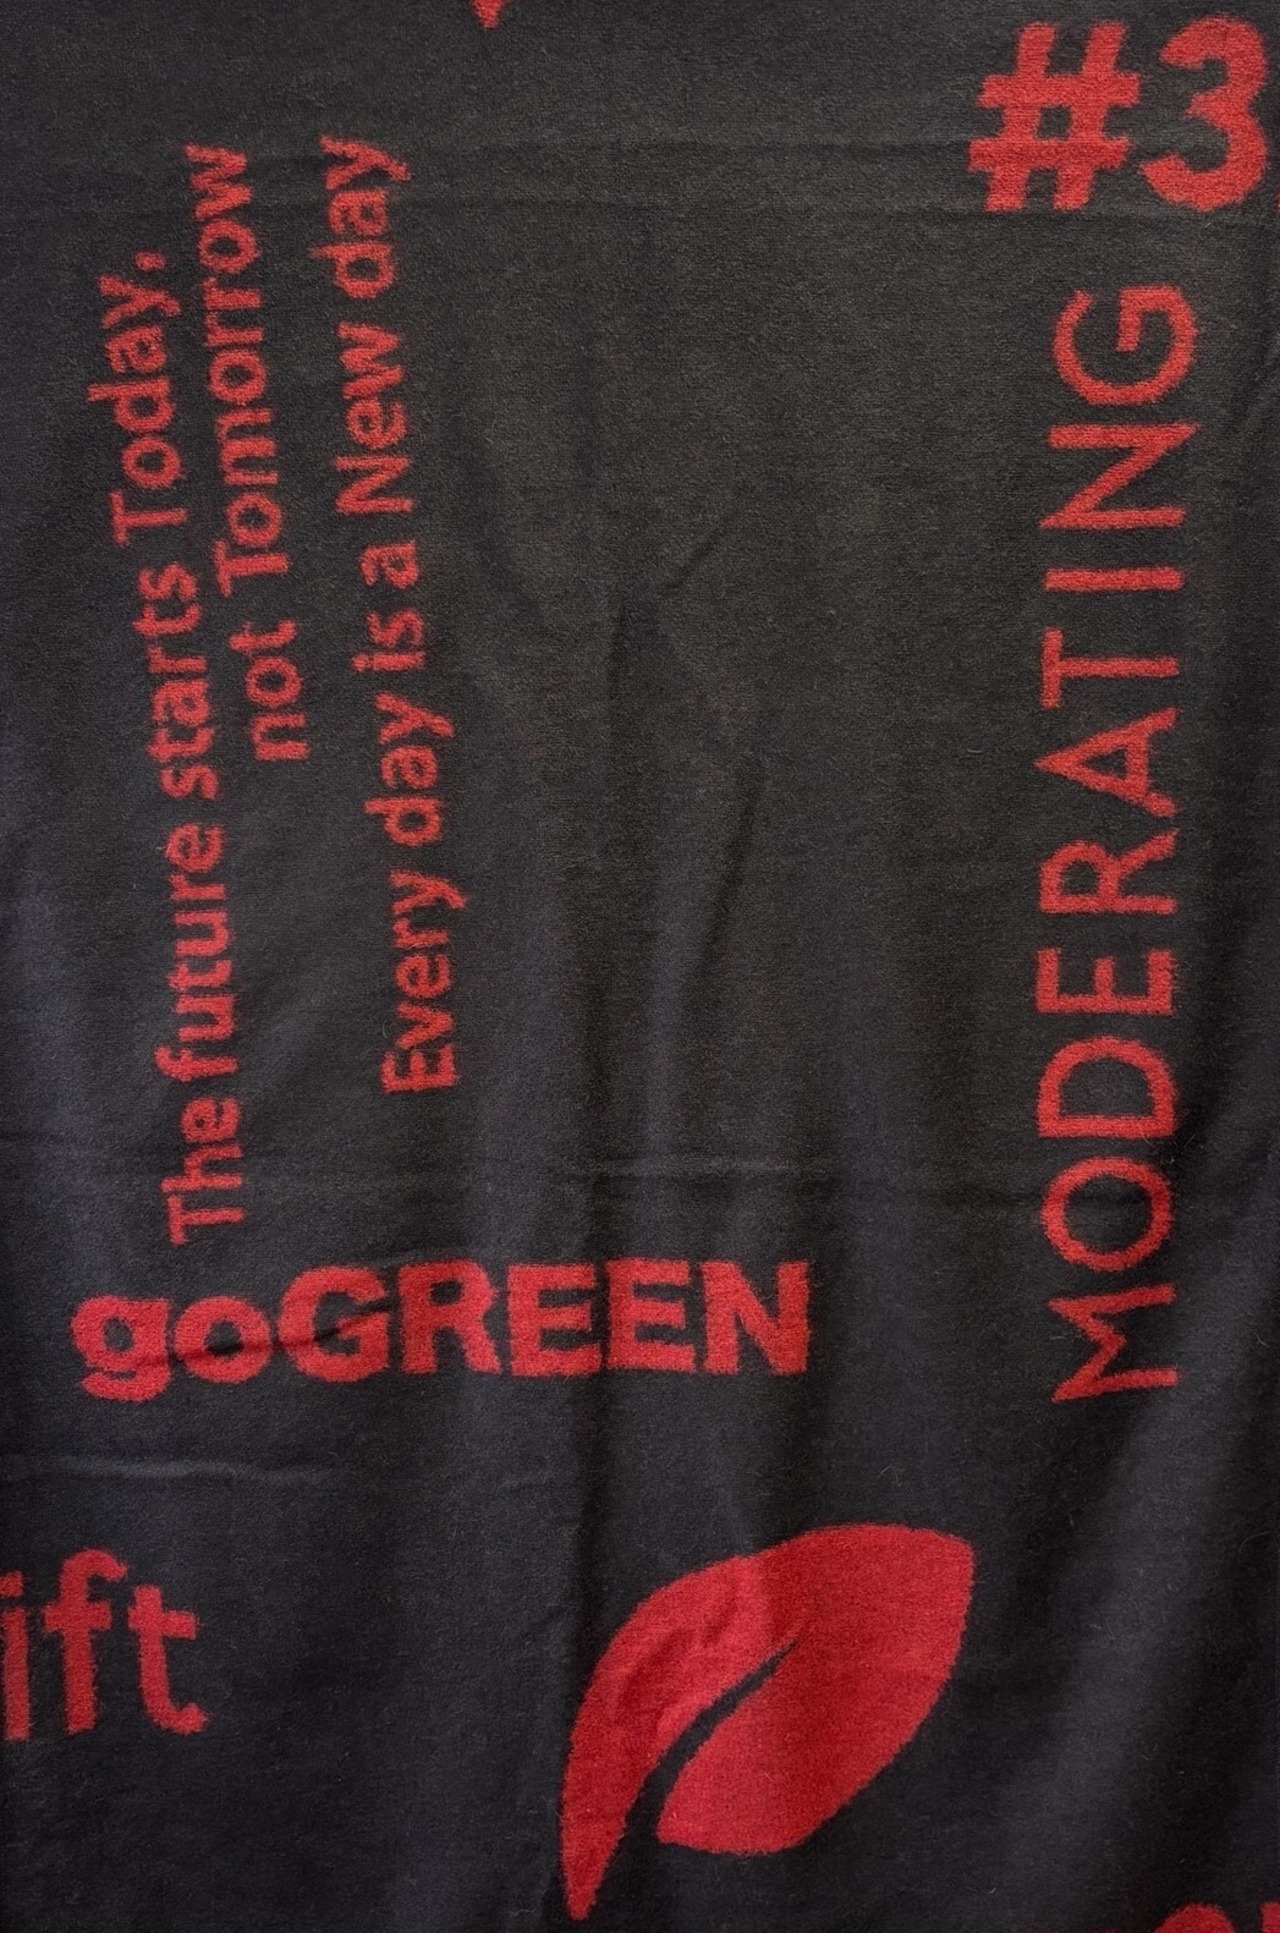 #3
The future starts Today,
not Tomorrow
Every day is a New day
MODERATING
goGREEN
ift